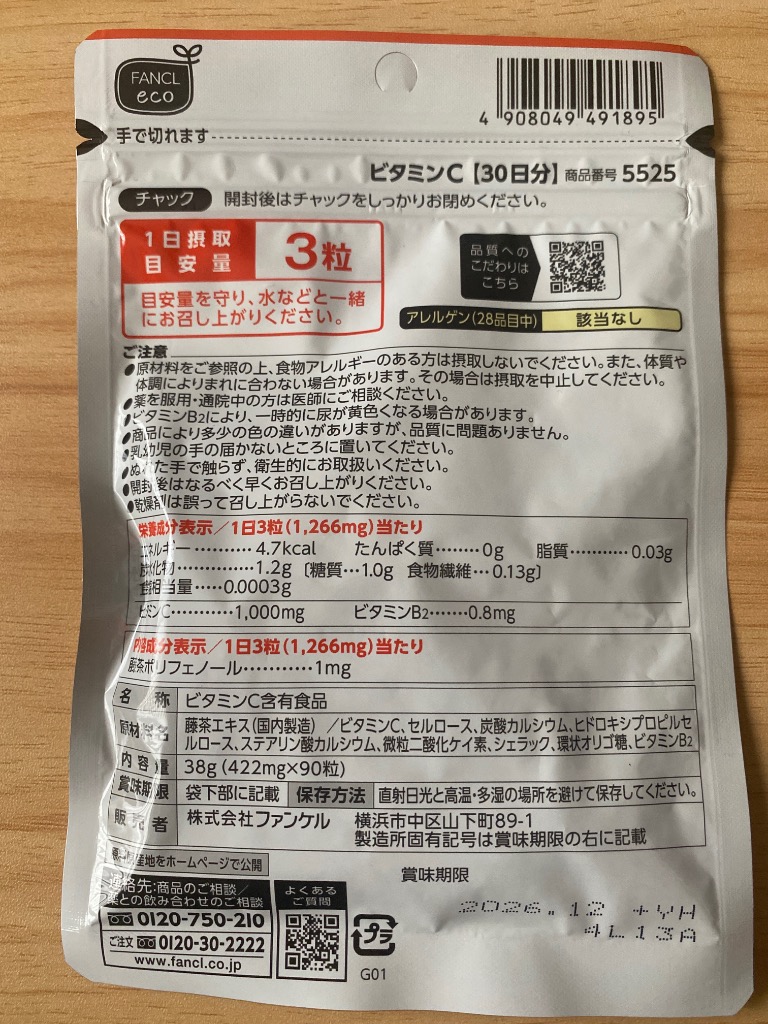 FANCL
eco
4 908049 491895
手で切れます
ビタミンC【30日分】商品番号 5525
チャック 開封後はチャックをしっかりお閉めください。
1日摂取
目安量
3粒
目安量を守り、水などと一緒
にお召し上がりください。
品質への
こだわりは
こちら
アレルゲン(28品目中) 該当なし
ご注意
●原材料をご参照の上、食物アレルギーのある方は摂取しないでください。また、体質や
体調によりまれに合わない場合があります。その場合は摂取を中止してください。
●薬を服用・通院中の方は医師にご相談ください。
●ビタミンB2により、一時的に尿が黄色くなる場合があります。
●商品により多少の色の違いがありますが、品質に問題ありません。
●乳幼児の手の届かないところに置いてください。
●ぬれた手で触らず、衛生的にお取扱いください。
●開封後はなるべく早くお召し上がりください。
●乾燥剤は誤って召し上がらないでください。
栄養成分表示/1日3粒(1,266mg)当たり
エネルギー………4.7kcal たんぱく質………0g 脂質…………0.03g
炭水化物……………1.2g〔糖質…1.0g 食物繊維…0.13g〕
食塩相当量……0.0003g
ビタミンC…………1,000mg ビタミンB2……0.8mg
内容成分表示/1日3粒(1,266mg)当たり
藤茶ポリフェノール…………1mg
名称 ビタミンC含有食品
原材料名 藤茶エキス(国内製造)/ビタミンC、セルロース、炭酸カルシウム、ヒドロキシプロピルセ
ルロース、ステアリン酸カルシウム、微粒二酸化ケイ素、シェラック、環状オリゴ糖、ビタミンB2
内容量 38g(422mg×90粒)
賞味期限 袋下部に記載 保存方法 直射日光と高温・多湿の場所を避けて保存してください。
販売者 株式会社ファンケル 横浜市中区山下町89-1
製造所固有記号は賞味期限の右に記載
原料原産地をホームページで公開
連絡先:商品のご相談/
薬との飲み合わせのご相談
0120-750-210
ご注文 0120-30-2222
www.fancl.co.jp
よくある
ご質問
プラ
G01
賞味期限
2026.12 +YH
4L13A